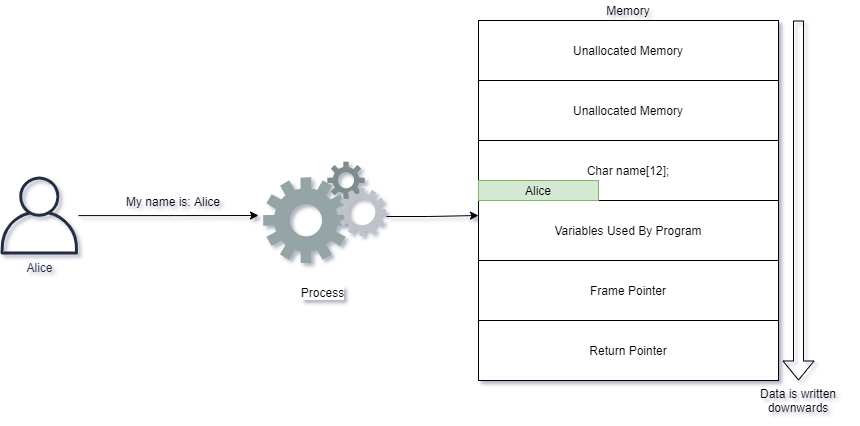 Memory
Unallocated Memory
Unallocated Memory
Char name[12];
Alice
My name is: Alice
Variables Used By Program
Alice
Process
Frame Pointer
Return Pointer
Data is written
downwards